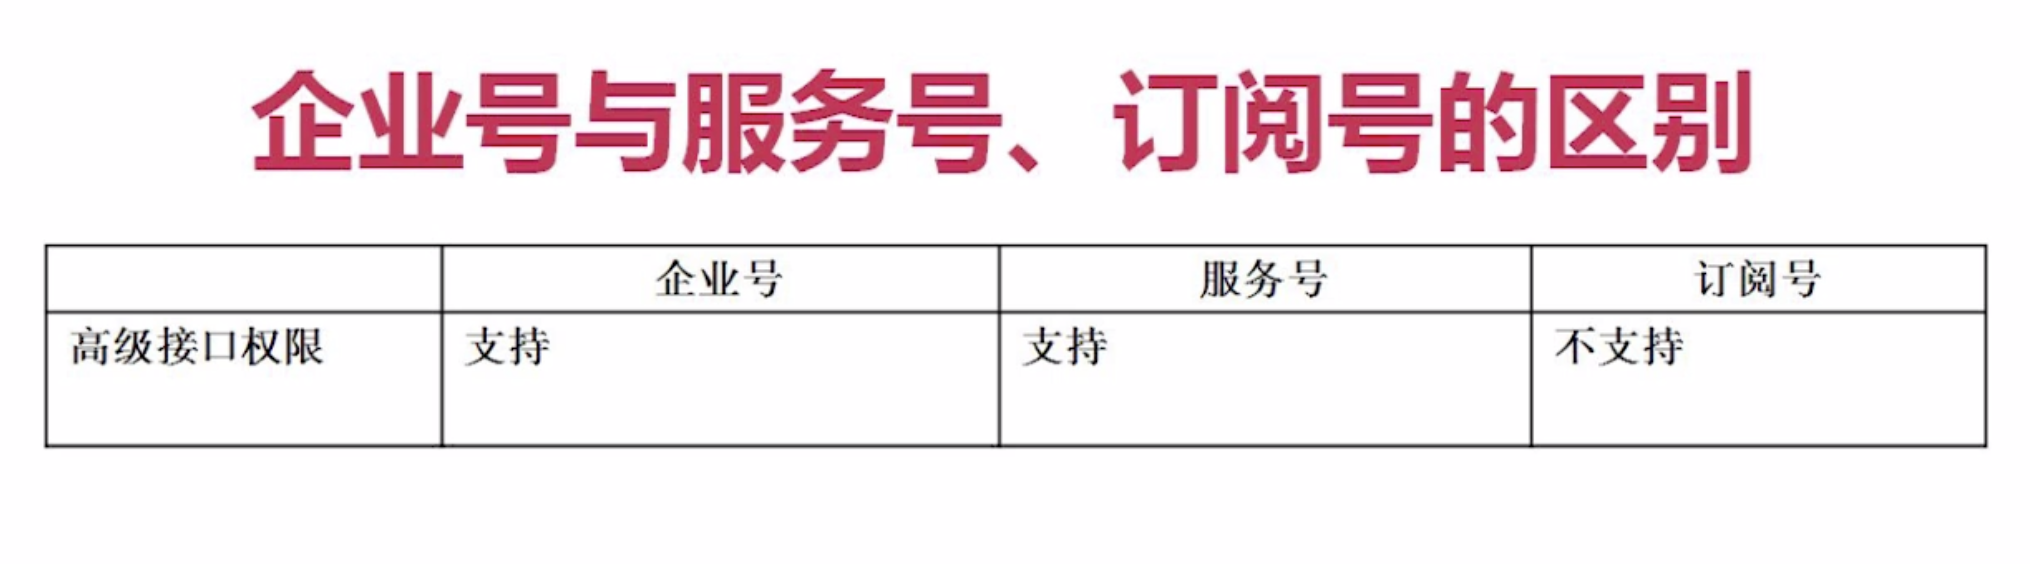 企业号与服务号、订阅号的区别
企业号 服务号 订阅号
高级接口权限 支持 支持 不支持